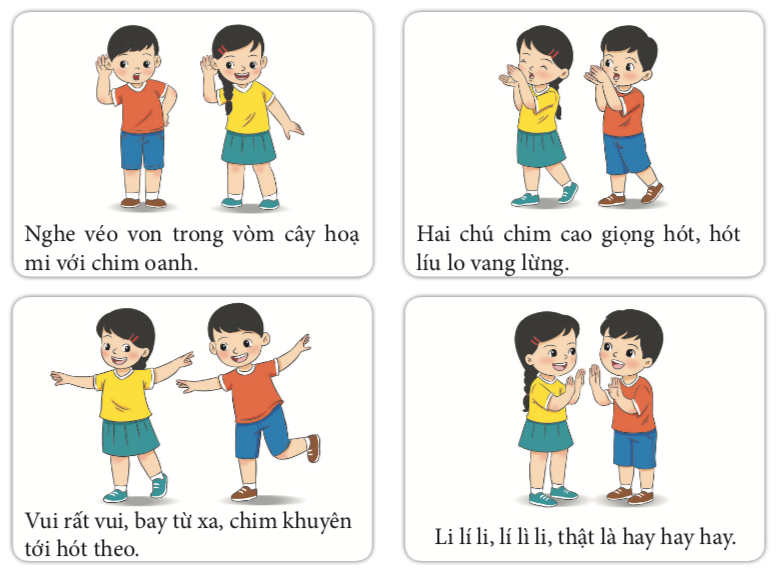 Nghe véo von trong vòm cây hoạ
mi với chim oanh.
Hai chú chim cao giọng hót, hót
líu lo vang lừng.
Vui rất vui, bay từ xa, chim khuyên
tới hót theo.
Li lí li, lí lì li, thật là hay hay hay.